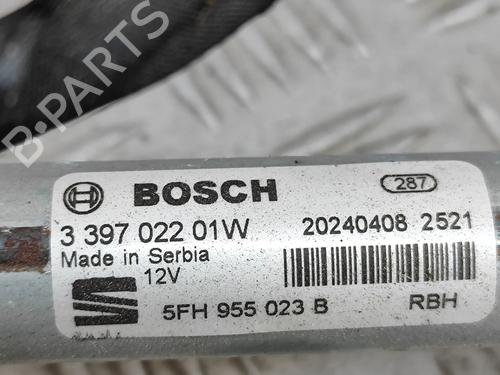 B-PARTS
BOSCH
287
3 397 022 01W
20240408 2521
Made in Serbia
12V
5FH 955 023 B
RBH